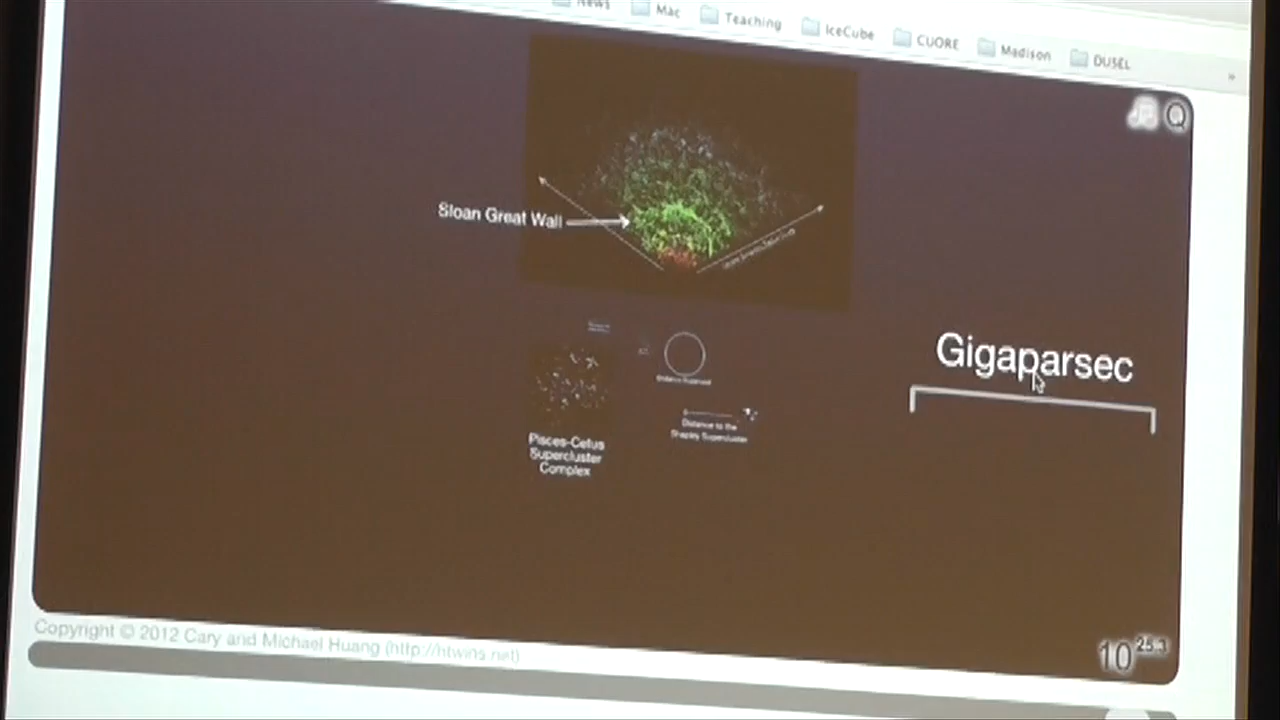 News
Mac
Teaching
IceCube
CUORE
Madison
DUSEL
»
Sloan Great Wall
Gigaparsec
Pisces-Cetus
Supercluster
Complex
Distance to the
Shapley Supercluster
10
Copyright © 2012 Cary and Michael Huang (http://htwins.net)